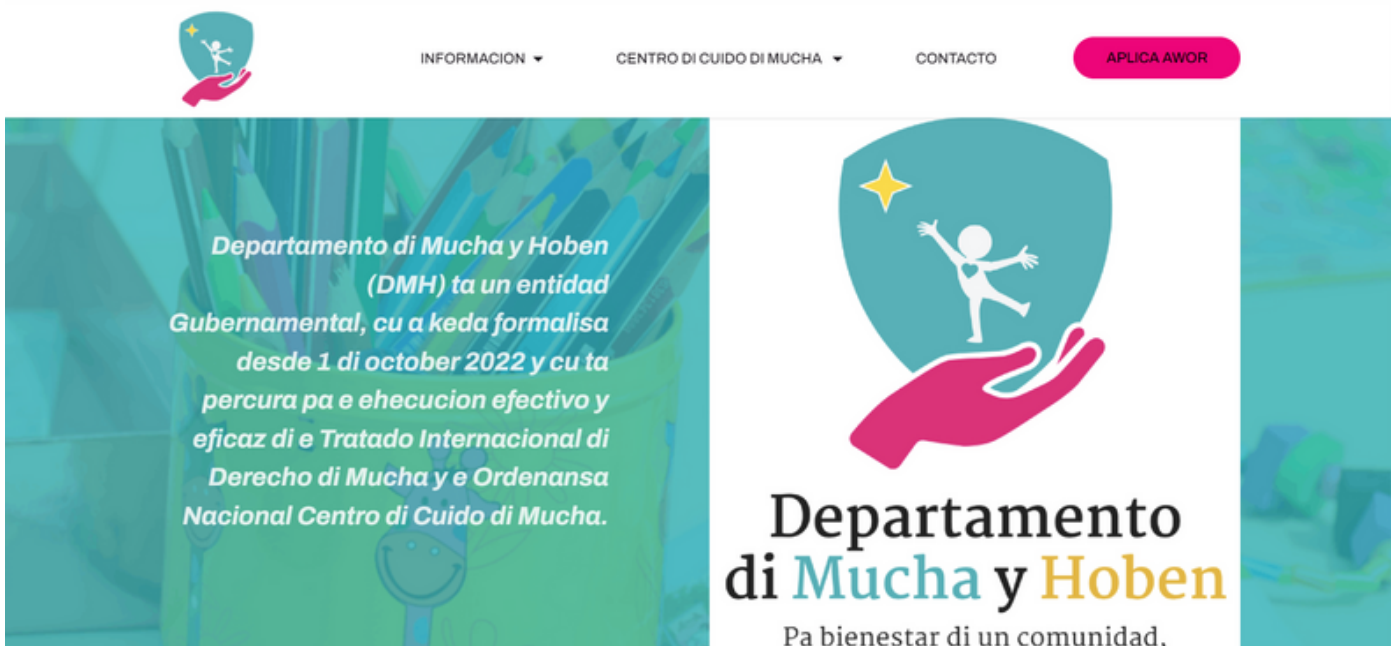 INFORMACION
CENTRO DI CUIDO DI MUCHA
CONTACTO
APLICA AWOR
Departamento di Mucha y Hoben
(DMH) ta un entidad
Gubernamental, cu a keda formalisa
desde 1 di october 2022 y cu ta
percura pa e ehecucion efectivo y
eficaz di e Tratado Internacional di
Derecho di Mucha y e Ordenansa
Nacional Centro di Cuido di Mucha.
Departamento
di Mucha y Hoben
Pa bienestar di un comunidad,